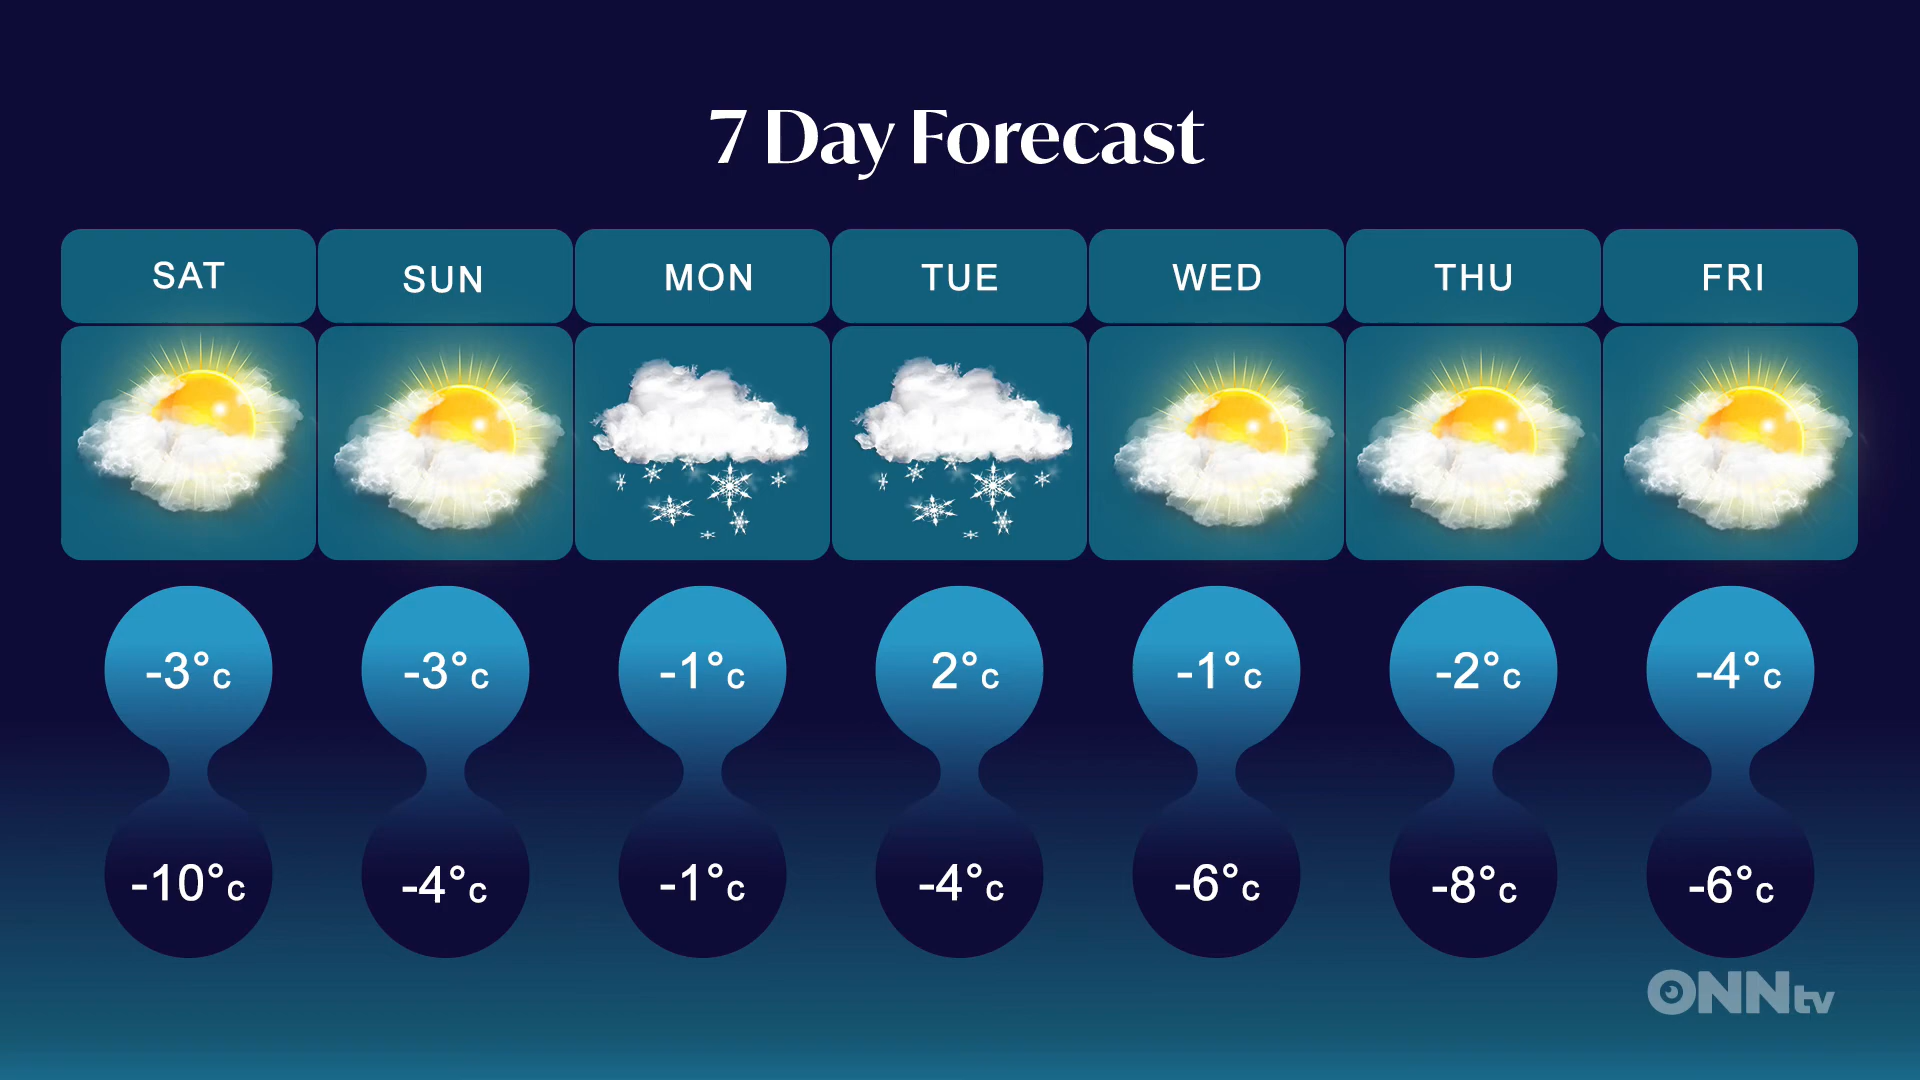 7 Day Forecast
SAT SUN MON TUE WED THU FRI
-3°c -3°c -1°c 2°c -1°c -2°c -4°c
-10°c -4°c -1°c -4°c -6°c -8°c -6°c
ONNtv